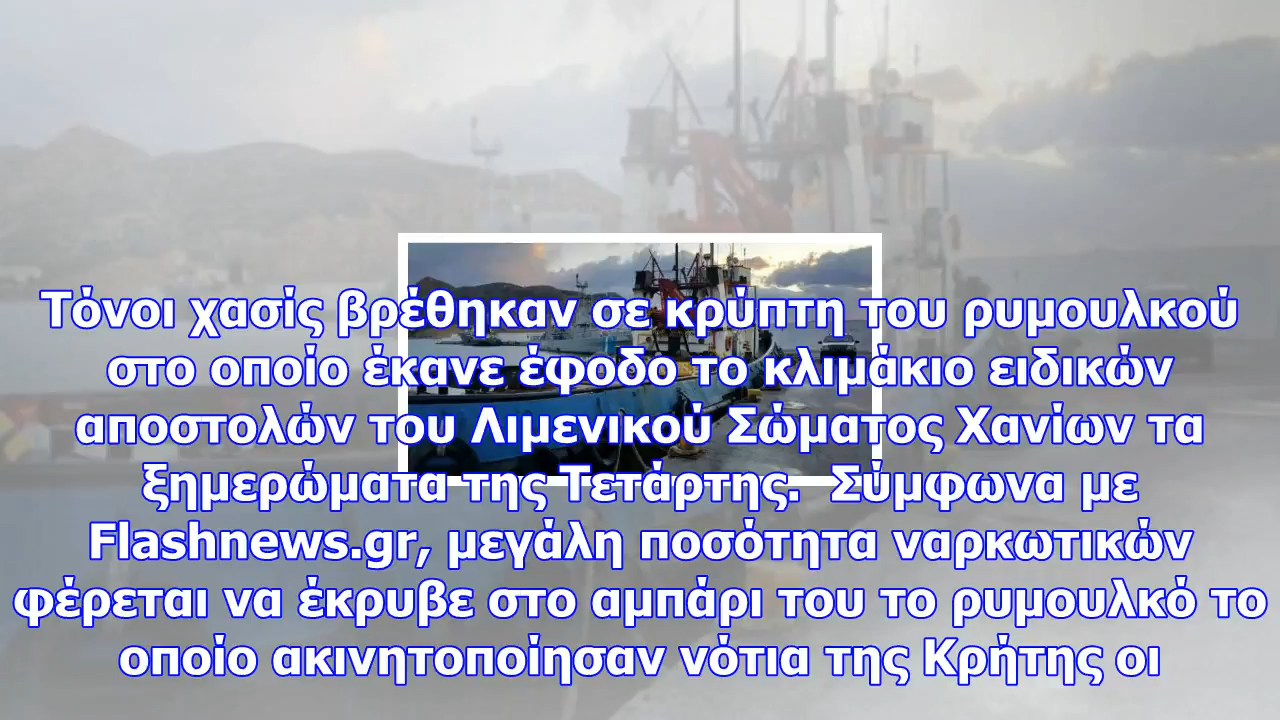 Τόνοι χασίς βρέθηκαν σε κρύπτη του ρυμουλκού
στο οποίο έκανε έφοδο το κλιμάκιο ειδικών
αποστολών του Λιμενικού Σώματος Χανίων τα
ξημερώματα της Τετάρτης.  Σύμφωνα με
Flashnews.gr, μεγάλη ποσότητα ναρκωτικών
φέρεται να έκρυβε στο αμπάρι του το ρυμουλκό το
οποίο ακινητοποίησαν νότια της Κρήτης οι